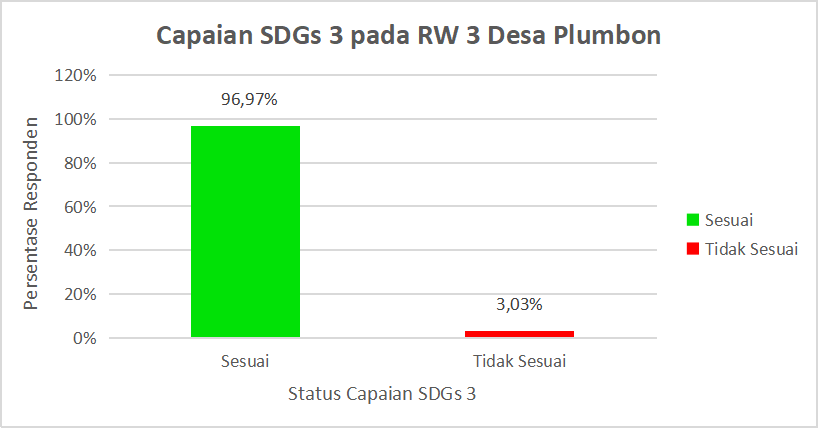 Capaian SDGs 3 pada RW 3 Desa Plumbon
120%
100%
80%
60%
40%
20%
0%
Persentase Responden
96,97%
3,03%
Sesuai
Tidak Sesuai
Status Capaian SDGs 3
Sesuai
Tidak Sesuai